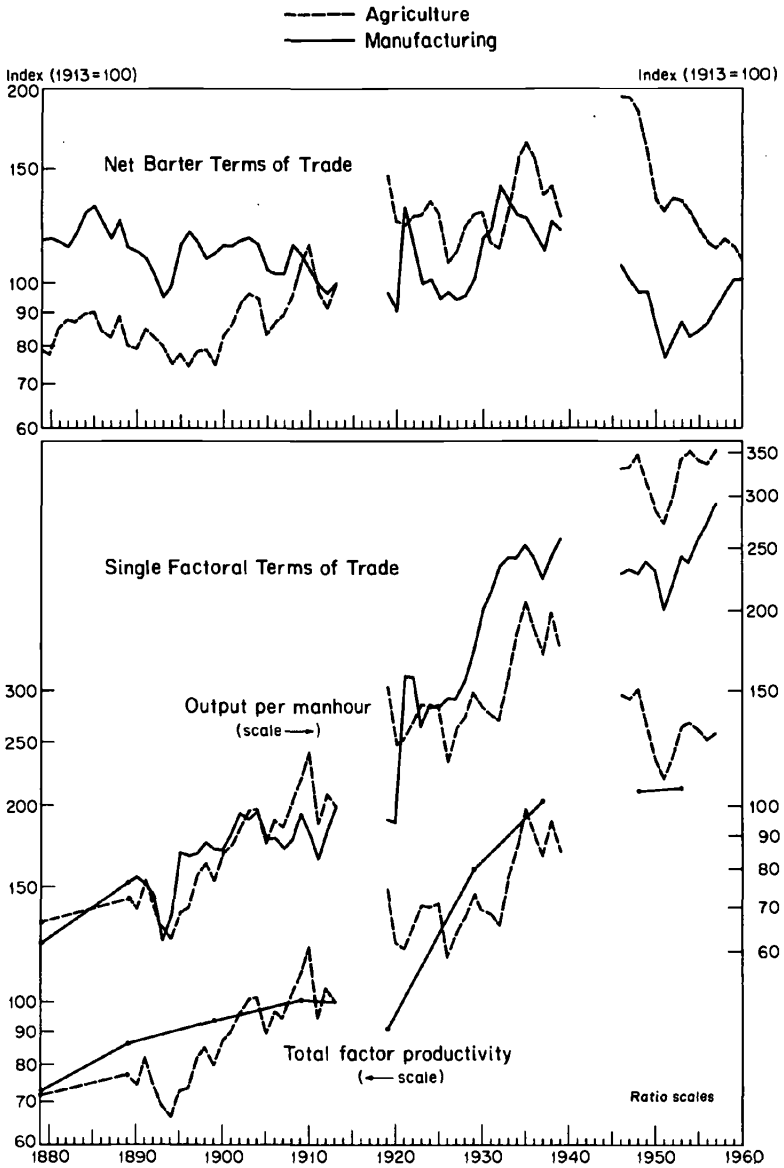 Agriculture
Manufacturing
Index (1913=100)
Index (1913=100)
200
150
100
90
80
70
60
Net Barter Terms of Trade
Single Factoral Terms of Trade
350
300
250
200
150
100
90
80
70
60
Output per manhour
(scale →)
300
250
200
150
100
90
80
70
60
Total factor productivity
(← scale)
Ratio scales
1880 1890 1900 1910 1920 1930 1940 1950 1960